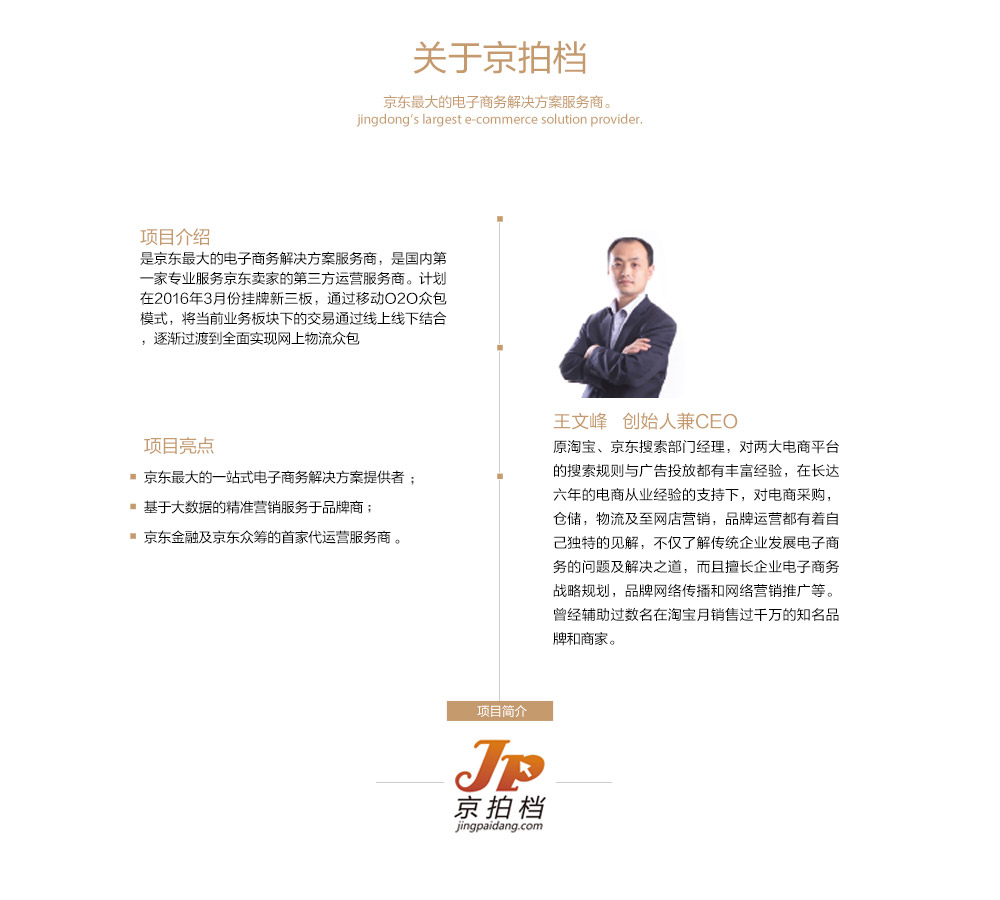 关于京拍档
京东最大的电子商务解决方案服务商。
jingdong's largest e-commerce solution provider.
项目介绍
是京东最大的电子商务解决方案服务商，是国内第
一家专业服务京东卖家的第三方运营服务商。计划
在2016年3月份挂牌新三板，通过移动O2O众包
模式，将当前业务板块下的交易通过线上线下结合
，逐渐过渡到全面实现网上物流众包
项目亮点
京东最大的一站式电子商务解决方案提供者；
基于大数据的精准营销服务于品牌商；
京东金融及京东众筹的首家代运营服务商 。
王文峰 创始人兼CEO
原淘宝、京东搜索部门经理，对两大电商平台
的搜索规则与广告投放都有丰富经验，在长达
六年的电商从业经验的支持下，对电商采购，
仓储，物流及至网店营销，品牌运营都有着自
己独特的见解，不仅了解传统企业发展电子商
务的问题及解决之道，而且擅长企业电子商务
战略规划，品牌网络传播和网络营销推广等。
曾经辅助过数名在淘宝月销售过千万的知名品
牌和商家。
项目简介
Jp
京拍档
jingpaidang.com